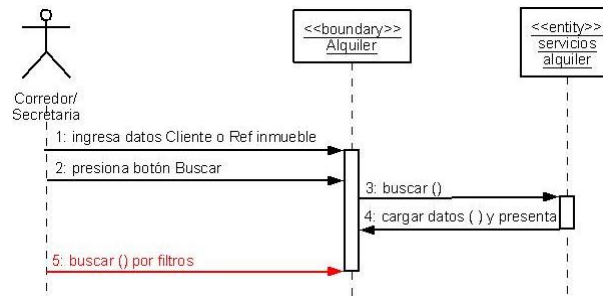 <<boundary>>
Alquiler
<<entity>>
servicios
alquiler
Corredor/
Secretaria
1: ingresa datos Cliente o Ref inmueble
2: presiona botón Buscar
3: buscar ()
4: cargar datos ( ) y presenta
5: buscar () por filtros